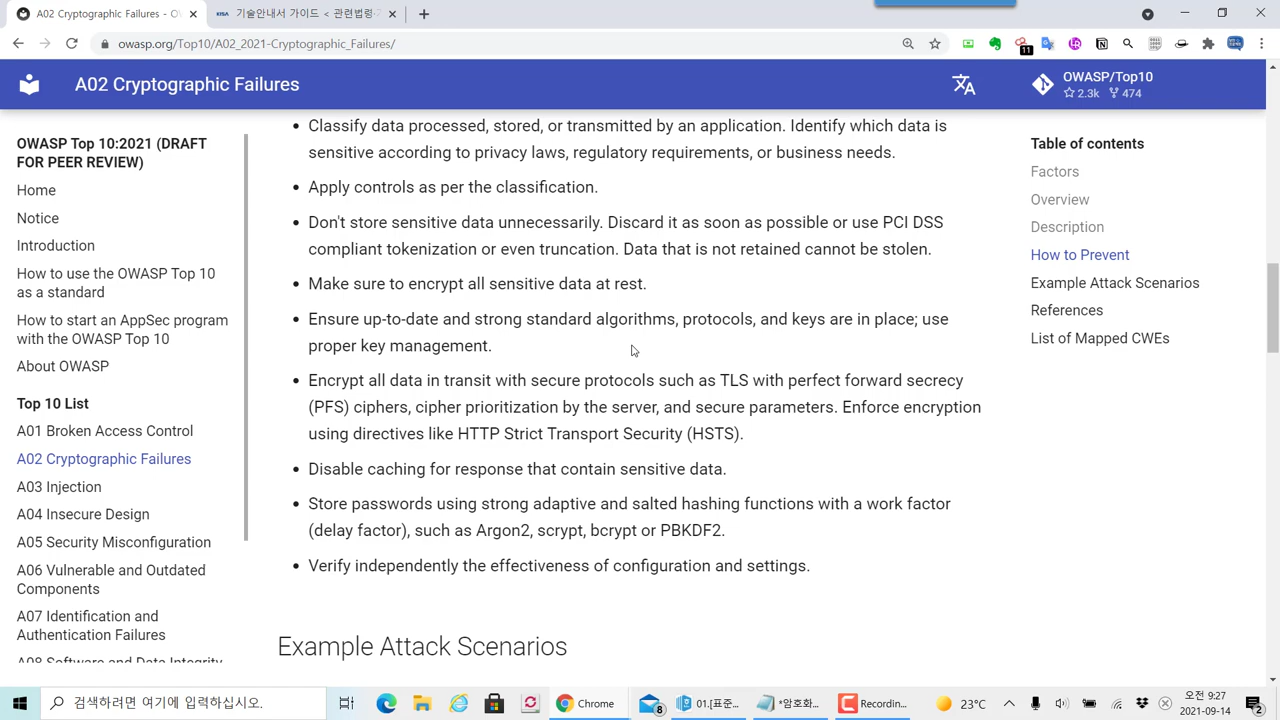 A02 Cryptographic Failures - O
KISA 기술안내서 가이드 < 관련법령·
owasp.org/Top10/A02_2021-Cryptographic_Failures/
11
A02 Cryptographic Failures
OWASP/Top10
2.3k 474
OWASP Top 10:2021 (DRAFT
FOR PEER REVIEW)
Home
Notice
Introduction
How to use the OWASP Top 10
as a standard
How to start an AppSec program
with the OWASP Top 10
About OWASP
Top 10 List
A01 Broken Access Control
A02 Cryptographic Failures
A03 Injection
A04 Insecure Design
A05 Security Misconfiguration
A06 Vulnerable and Outdated
Components
A07 Identification and
Authentication Failures
A08 Software and Data Integrity
• Classify data processed, stored, or transmitted by an application. Identify which data is
sensitive according to privacy laws, regulatory requirements, or business needs.
• Apply controls as per the classification.
• Don't store sensitive data unnecessarily. Discard it as soon as possible or use PCI DSS
compliant tokenization or even truncation. Data that is not retained cannot be stolen.
• Make sure to encrypt all sensitive data at rest.
• Ensure up-to-date and strong standard algorithms, protocols, and keys are in place; use
proper key management.
• Encrypt all data in transit with secure protocols such as TLS with perfect forward secrecy
(PFS) ciphers, cipher prioritization by the server, and secure parameters. Enforce encryption
using directives like HTTP Strict Transport Security (HSTS).
• Disable caching for response that contain sensitive data.
• Store passwords using strong adaptive and salted hashing functions with a work factor
(delay factor), such as Argon2, scrypt, bcrypt or PBKDF2.
• Verify independently the effectiveness of configuration and settings.
Example Attack Scenarios
Table of contents
Factors
Overview
Description
How to Prevent
Example Attack Scenarios
References
List of Mapped CWEs
검색하려면 여기에 입력하십시오.
Chrome
8
01.[표준...
*암호화...
Recordin...
23°C
오전 9:27
2021-09-14
2